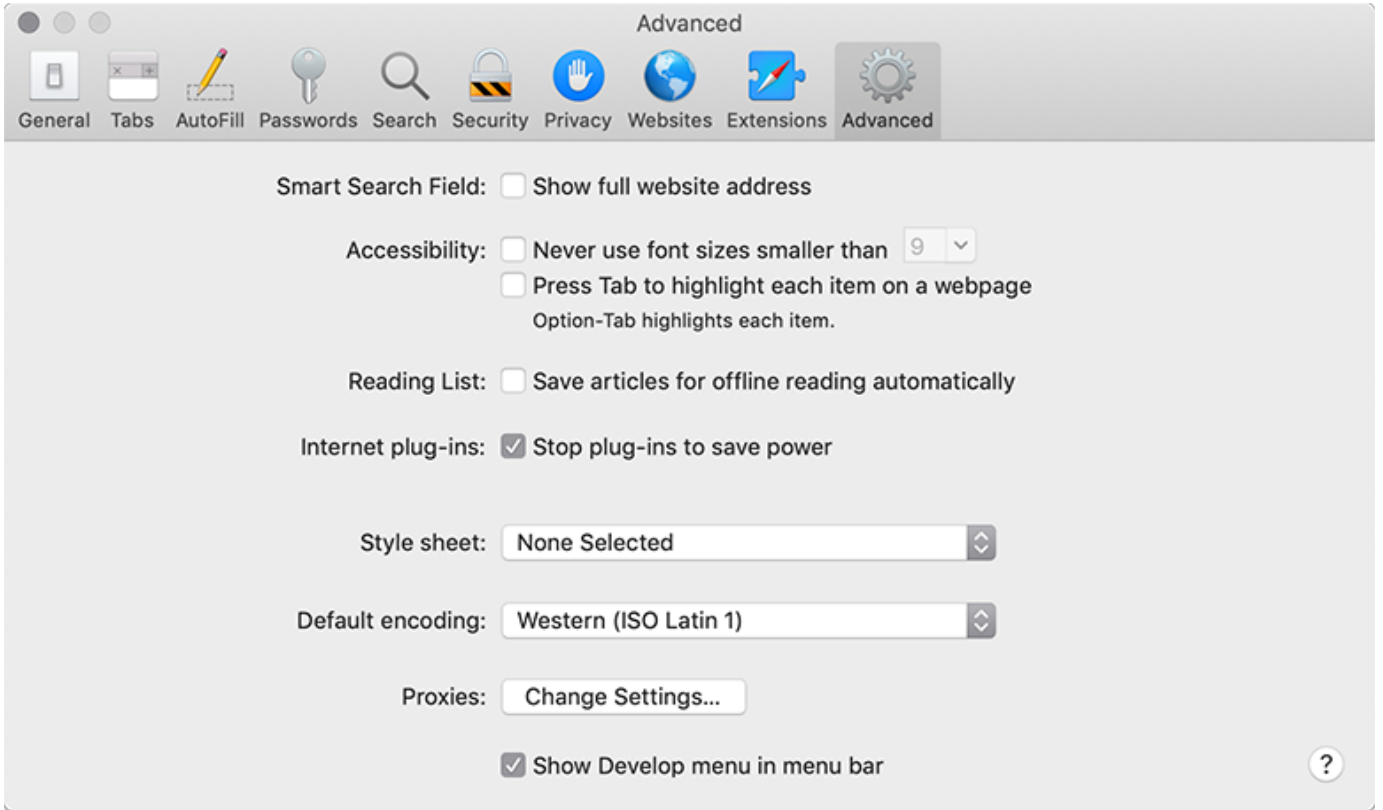 Advanced
General Tabs AutoFill Passwords Search Security Privacy Websites Extensions Advanced
Smart Search Field: Show full website address
Accessibility: Never use font sizes smaller than 9
Press Tab to highlight each item on a webpage
Option-Tab highlights each item.
Reading List: Save articles for offline reading automatically
Internet plug-ins: Stop plug-ins to save power
Style sheet: None Selected
Default encoding: Western (ISO Latin 1)
Proxies: Change Settings...
Show Develop menu in menu bar
?